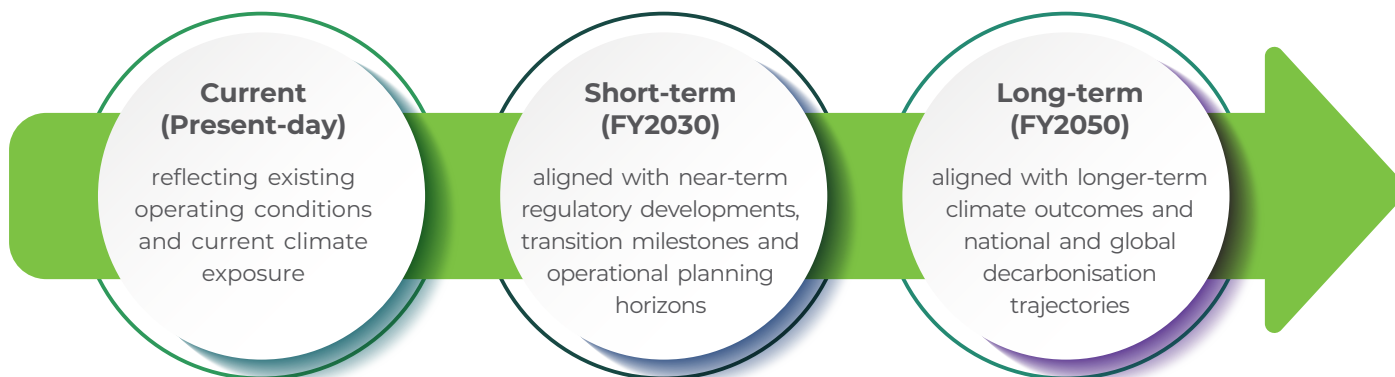 Current
(Present-day)
reflecting existing
operating conditions
and current climate
exposure
Short-term
(FY2030)
aligned with near-term
regulatory developments,
transition milestones and
operational planning
horizons
Long-term
(FY2050)
aligned with longer-term
climate outcomes and
national and global
decarbonisation
trajectories